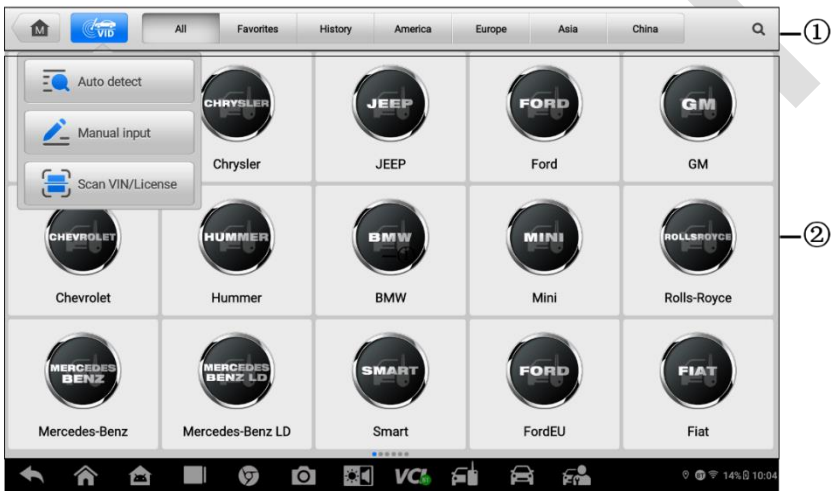 M VID All Favorites History America Europe Asia China ①
Auto detect
Manual input
Scan VIN/License
CHRYSLER JEEP FORD GM
Chrysler JEEP Ford GM
②
CHEVROLET HUMMER BMW MINI ROLLSROYCE
Chevrolet Hummer BMW Mini Rolls-Royce
MERCEDES BENZ MERCEDES BENZ LD SMART FORD FIAT
Mercedes-Benz Mercedes-Benz LD Smart FordEU Fiat
VCI 14% 10:04